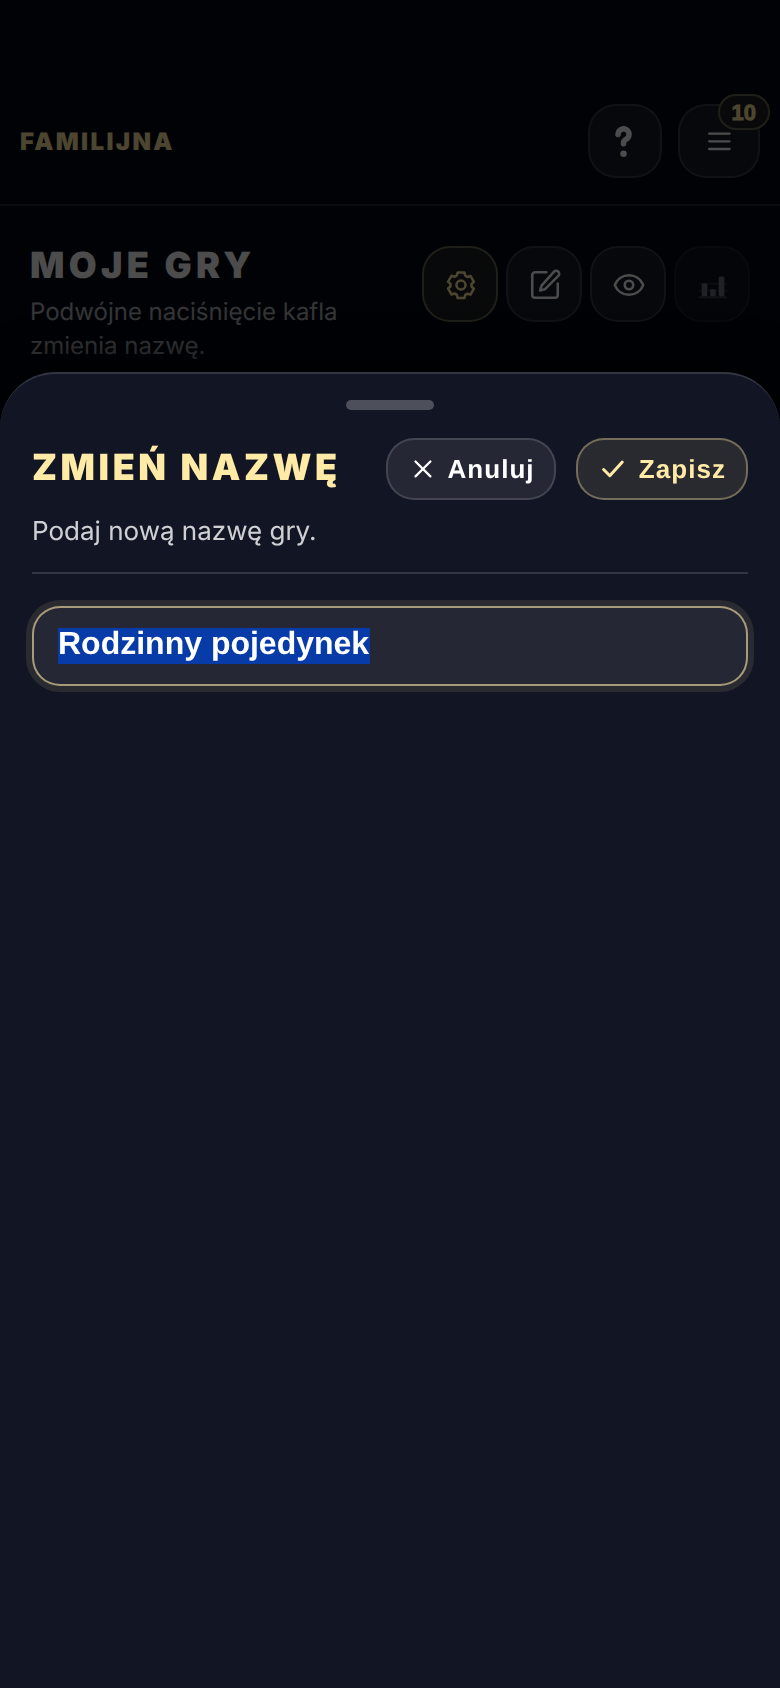 FAMILIJNA
?
10
MOJE GRY
Podwójne naciśnięcie kafla
zmienia nazwę.
ZMIEŃ NAZWĘ
Anuluj
Zapisz
Podaj nową nazwę gry.
Rodzinny pojedynek